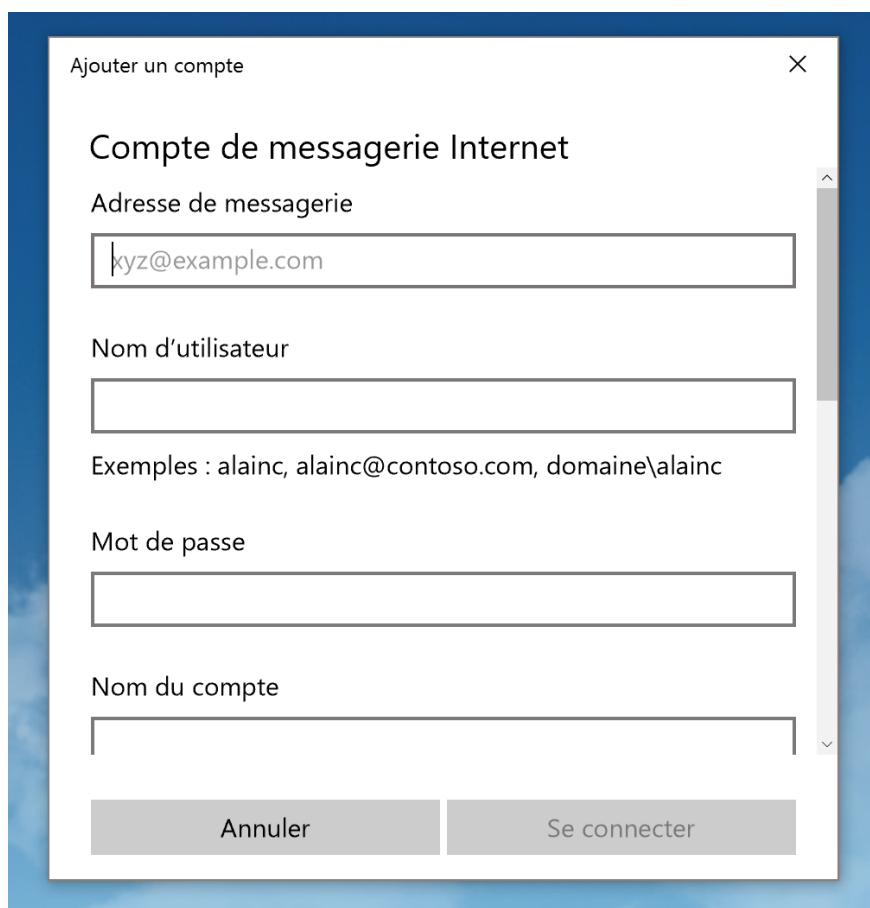 Ajouter un compte
Compte de messagerie Internet
Adresse de messagerie
xyz@example.com
Nom d’utilisateur
Exemples : alainc, alainc@contoso.com, domaine\alainc
Mot de passe
Nom du compte
Annuler
Se connecter